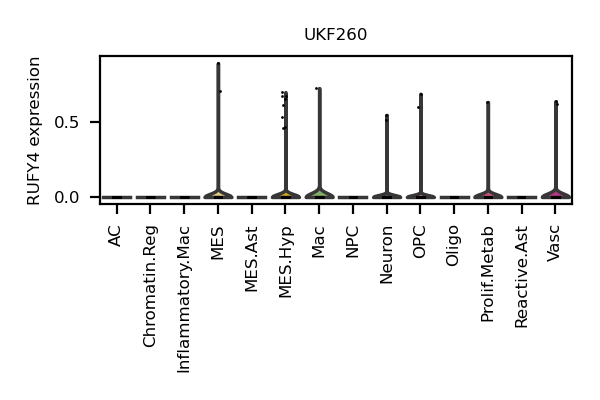 UKF260
RUFY4 expression
0.5
0.0
AC
Chromatin.Reg
Inflammatory.Mac
MES
MES.Ast
MES.Hyp
Mac
NPC
Neuron
OPC
Oligo
Prolif.Metab
Reactive.Ast
Vasc